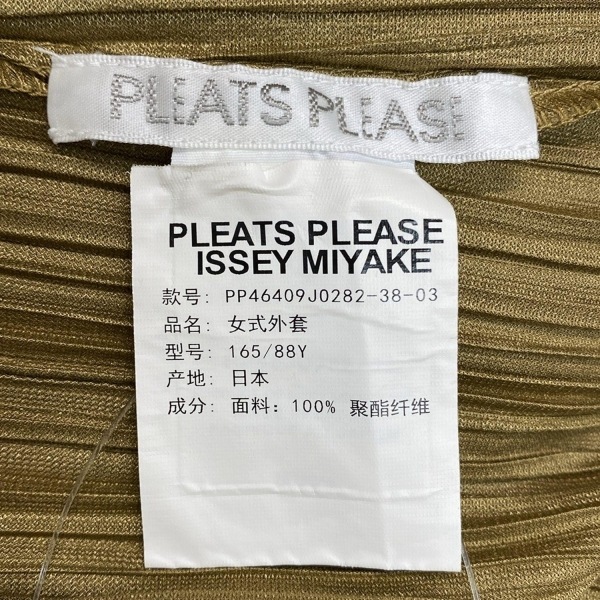 PLEATS PLEASE
PLEATS PLEASE
ISSEY MIYAKE
款号: PP46409J0282-38-03
品名: 女式外套
型号: 165/88Y
产地: 日本
成分: 面料: 100% 聚酯纤维